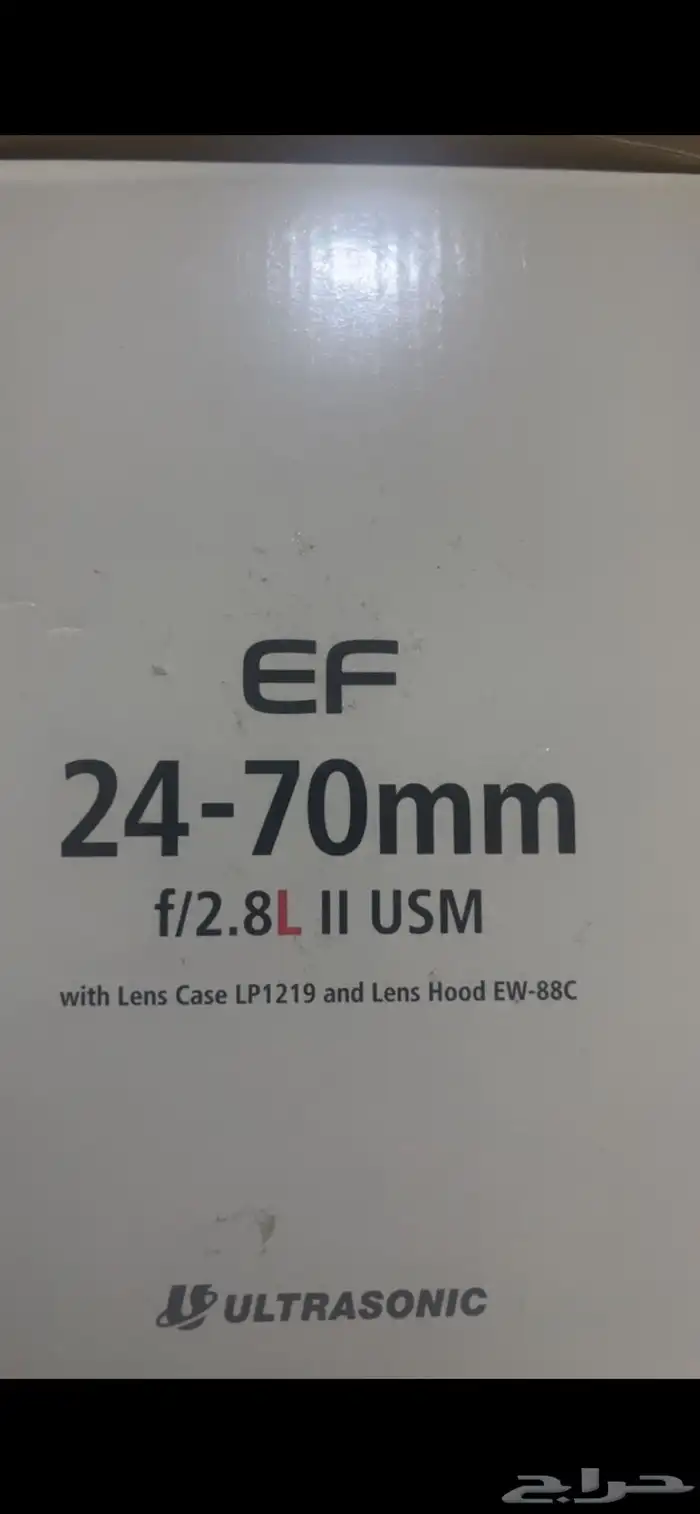 EF
24-70mm
f/2.8L II USM
with Lens Case LP1219 and Lens Hood EW-88C
ULTRASONIC
حراج